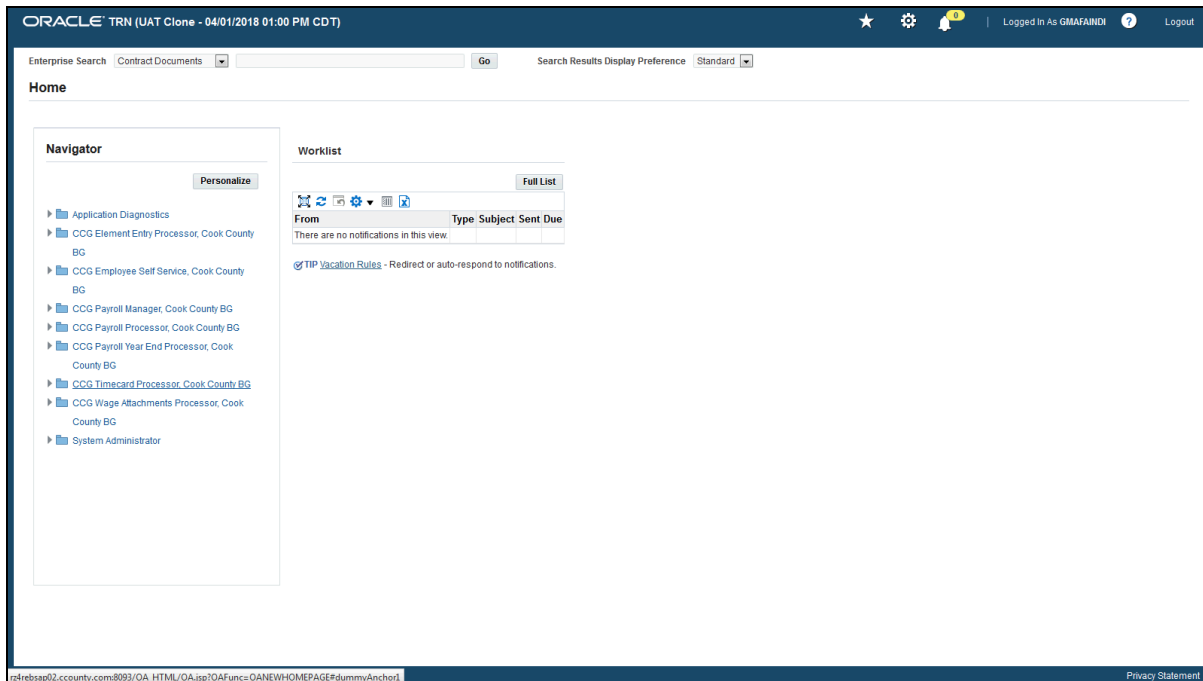 ORACLE TRN (UAT Clone - 04/01/2018 01:00 PM CDT) 0 | Logged In As GMAFAINDI ? Logout
Enterprise Search Contract Documents Go Search Results Display Preference Standard
Home
Navigator
Personalize
Application Diagnostics
CCG Element Entry Processor, Cook County
BG
CCG Employee Self Service, Cook County
BG
CCG Payroll Manager, Cook County BG
CCG Payroll Processor, Cook County BG
CCG Payroll Year End Processor, Cook
County BG
CCG Timecard Processor, Cook County BG
CCG Wage Attachments Processor, Cook
County BG
System Administrator
Worklist
Full List
From Type Subject Sent Due
There are no notifications in this view.
TIP Vacation Rules - Redirect or auto-respond to notifications.
rz4rebsap02.ccounty.com:8093/OA_HTML/OA.jsp?OAFunc=OANEWHOMEPAGE#dummyAnchor1
Privacy Statement